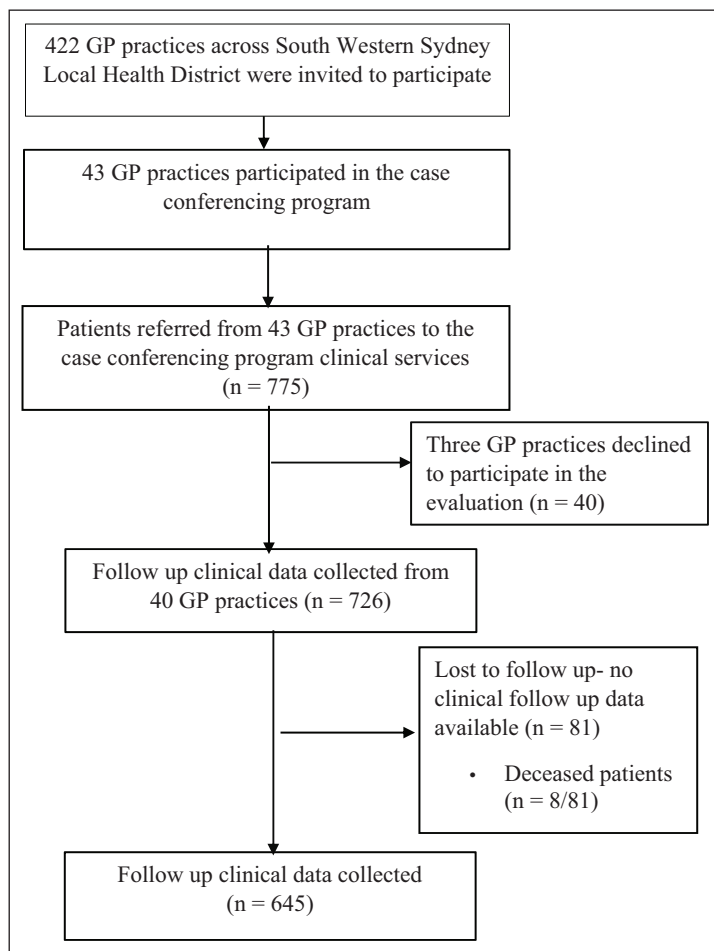 422 GP practices across South Western Sydney
Local Health District were invited to participate
43 GP practices participated in the case
conferencing program
Patients referred from 43 GP practices to the
case conferencing program clinical services
(n = 775)
Three GP practices declined
to participate in the
evaluation (n = 40)
Follow up clinical data collected from
40 GP practices (n = 726)
Lost to follow up- no
clinical follow up data
available (n = 81)
• Deceased patients
(n = 8/81)
Follow up clinical data collected
(n = 645)